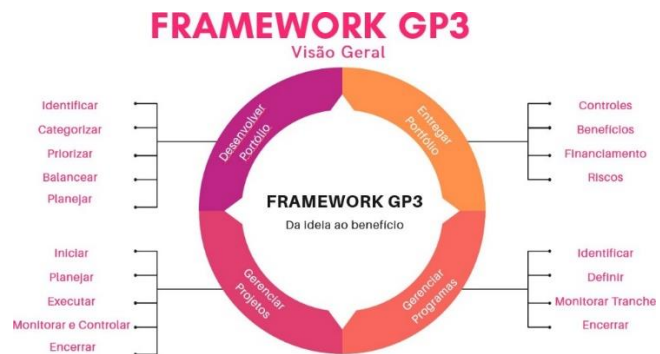 FRAMEWORK GP3
Visão Geral
Identificar
Categorizar
Priorizar
Balancear
Planejar
Desenvolver
Portólio
Entregar
Portfólio
Controles
Benefícios
Financiamento
Riscos
FRAMEWORK GP3
Da ideia ao benefício
Iniciar
Planejar
Executar
Monitorar e Controlar
Encerrar
Gerenciar
Projetos
Gerenciar
Programas
Identificar
Definir
Monitorar Tranche
Encerrar